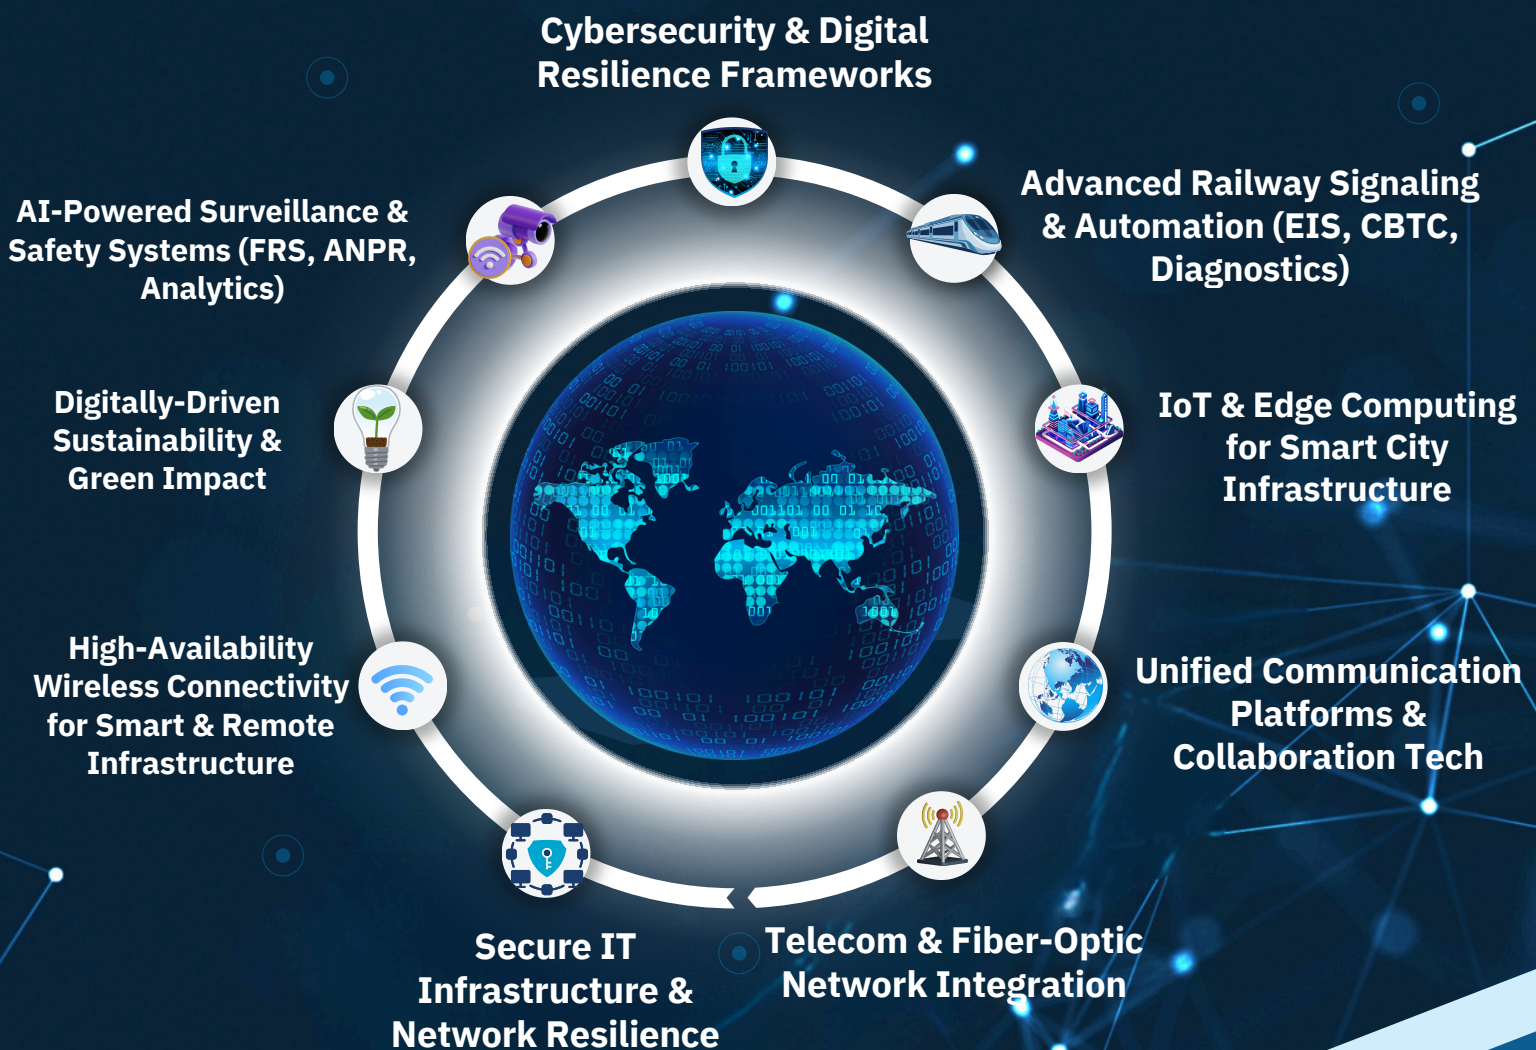 Cybersecurity & Digital
Resilience Frameworks
Advanced Railway Signaling
& Automation (EIS, CBTC,
Diagnostics)
IoT & Edge Computing
for Smart City
Infrastructure
Unified Communication
Platforms &
Collaboration Tech
Telecom & Fiber-Optic
Network Integration
Secure IT
Infrastructure &
Network Resilience
High-Availability
Wireless Connectivity
for Smart & Remote
Infrastructure
Digitally-Driven
Sustainability &
Green Impact
AI-Powered Surveillance &
Safety Systems (FRS, ANPR,
Analytics)